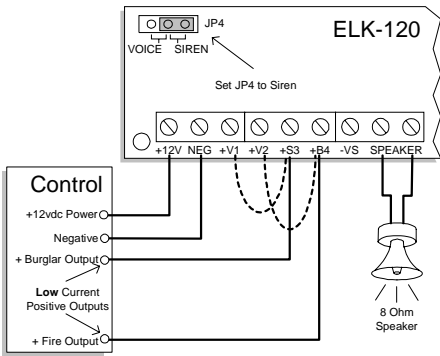 JP4
ELK-120
VOICE SIREN
Set JP4 to Siren
+12V NEG +V1 +V2 +S3 +B4 -VS SPEAKER
Control
+12vdc Power
Negative
+ Burglar Output
Low Current
Positive Outputs
+ Fire Output
8 Ohm
Speaker